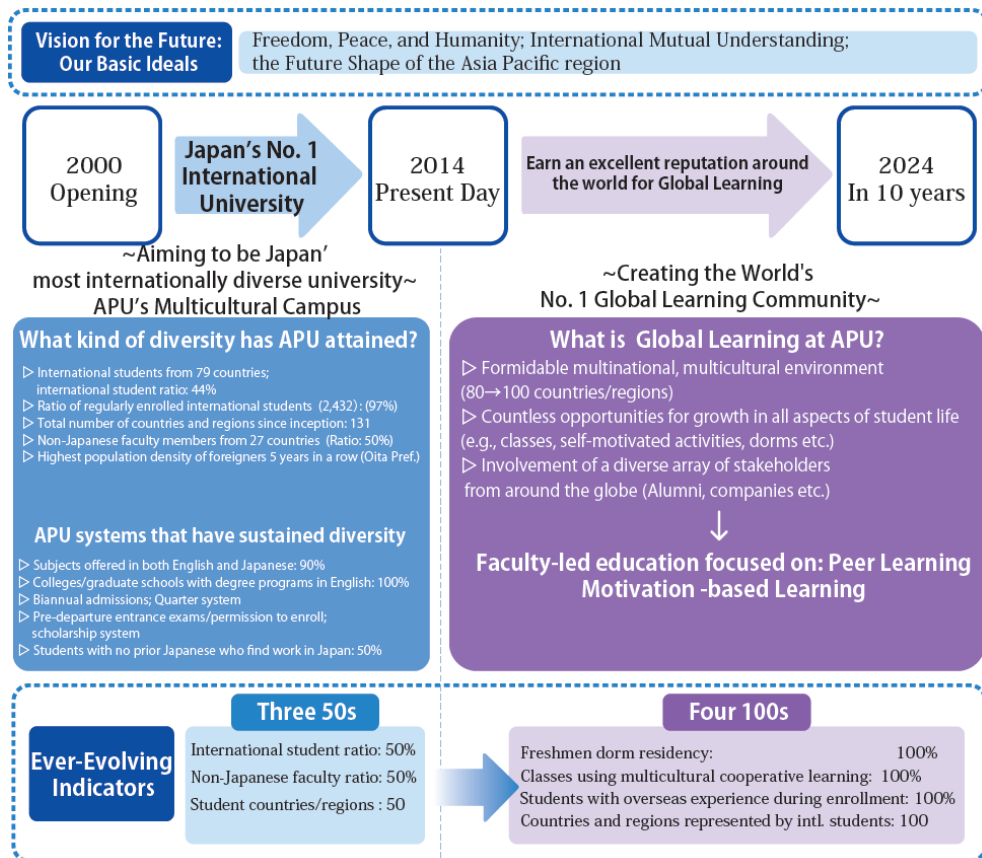 Vision for the Future:
Our Basic Ideals
Freedom, Peace, and Humanity; International Mutual Understanding;
the Future Shape of the Asia Pacific region
2000
Opening
Japan's No. 1
International
University
2014
Present Day
Earn an excellent reputation around
the world for Global Learning
2024
In 10 years
~Aiming to be Japan'
most internationally diverse university~
APU's Multicultural Campus
~Creating the World's
No. 1 Global Learning Community~
What kind of diversity has APU attained?
▷ International students from 79 countries;
international student ratio: 44%
▷ Ratio of regularly enrolled international students (2,432): (97%)
▷ Total number of countries and regions since inception: 131
▷ Non-Japanese faculty members from 27 countries (Ratio: 50%)
▷ Highest population density of foreigners 5 years in a row (Oita Pref.)
APU systems that have sustained diversity
▷ Subjects offered in both English and Japanese: 90%
▷ Colleges/graduate schools with degree programs in English: 100%
▷ Biannual admissions; Quarter system
▷ Pre-departure entrance exams/permission to enroll;
scholarship system
▷ Students with no prior Japanese who find work in Japan: 50%
What is Global Learning at APU?
▷ Formidable multinational, multicultural environment
(80→100 countries/regions)
▷ Countless opportunities for growth in all aspects of student life
(e.g., classes, self-motivated activities, dorms etc.)
▷ Involvement of a diverse array of stakeholders
from around the globe (Alumni, companies etc.)
↓
Faculty-led education focused on: Peer Learning
Motivation -based Learning
Ever-Evolving
Indicators
Three 50s
International student ratio: 50%
Non-Japanese faculty ratio: 50%
Student countries/regions : 50
Four 100s
Freshmen dorm residency: 100%
Classes using multicultural cooperative learning: 100%
Students with overseas experience during enrollment: 100%
Countries and regions represented by intl. students: 100